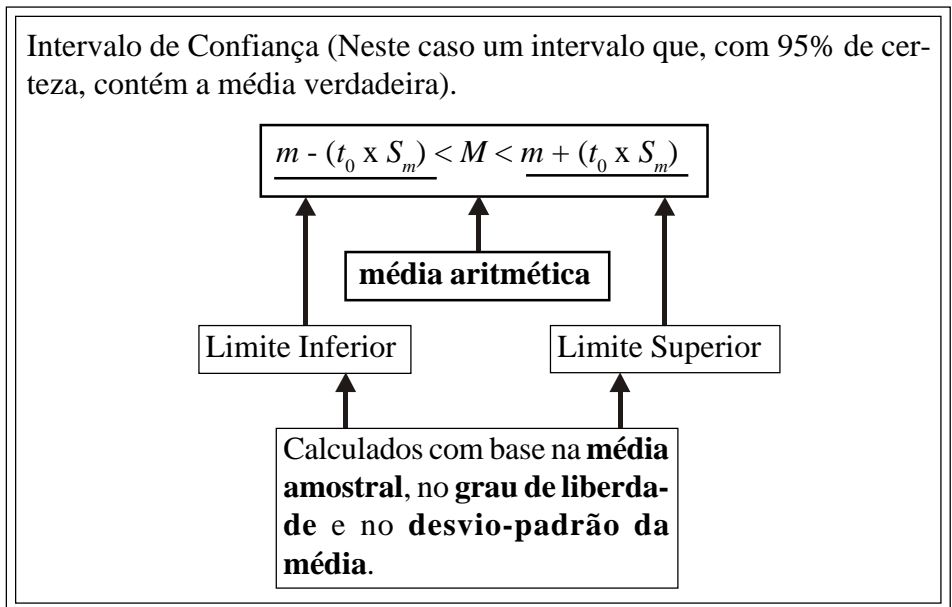 Intervalo de Confiança (Neste caso um intervalo que, com 95% de cer-
teza, contém a média verdadeira).
m - (t₀ x Sₘ) < M < m + (t₀ x Sₘ)
média aritmética
Limite Inferior
Limite Superior
Calculados com base na média
amostral, no grau de liberda-
de e no desvio-padrão da
média.